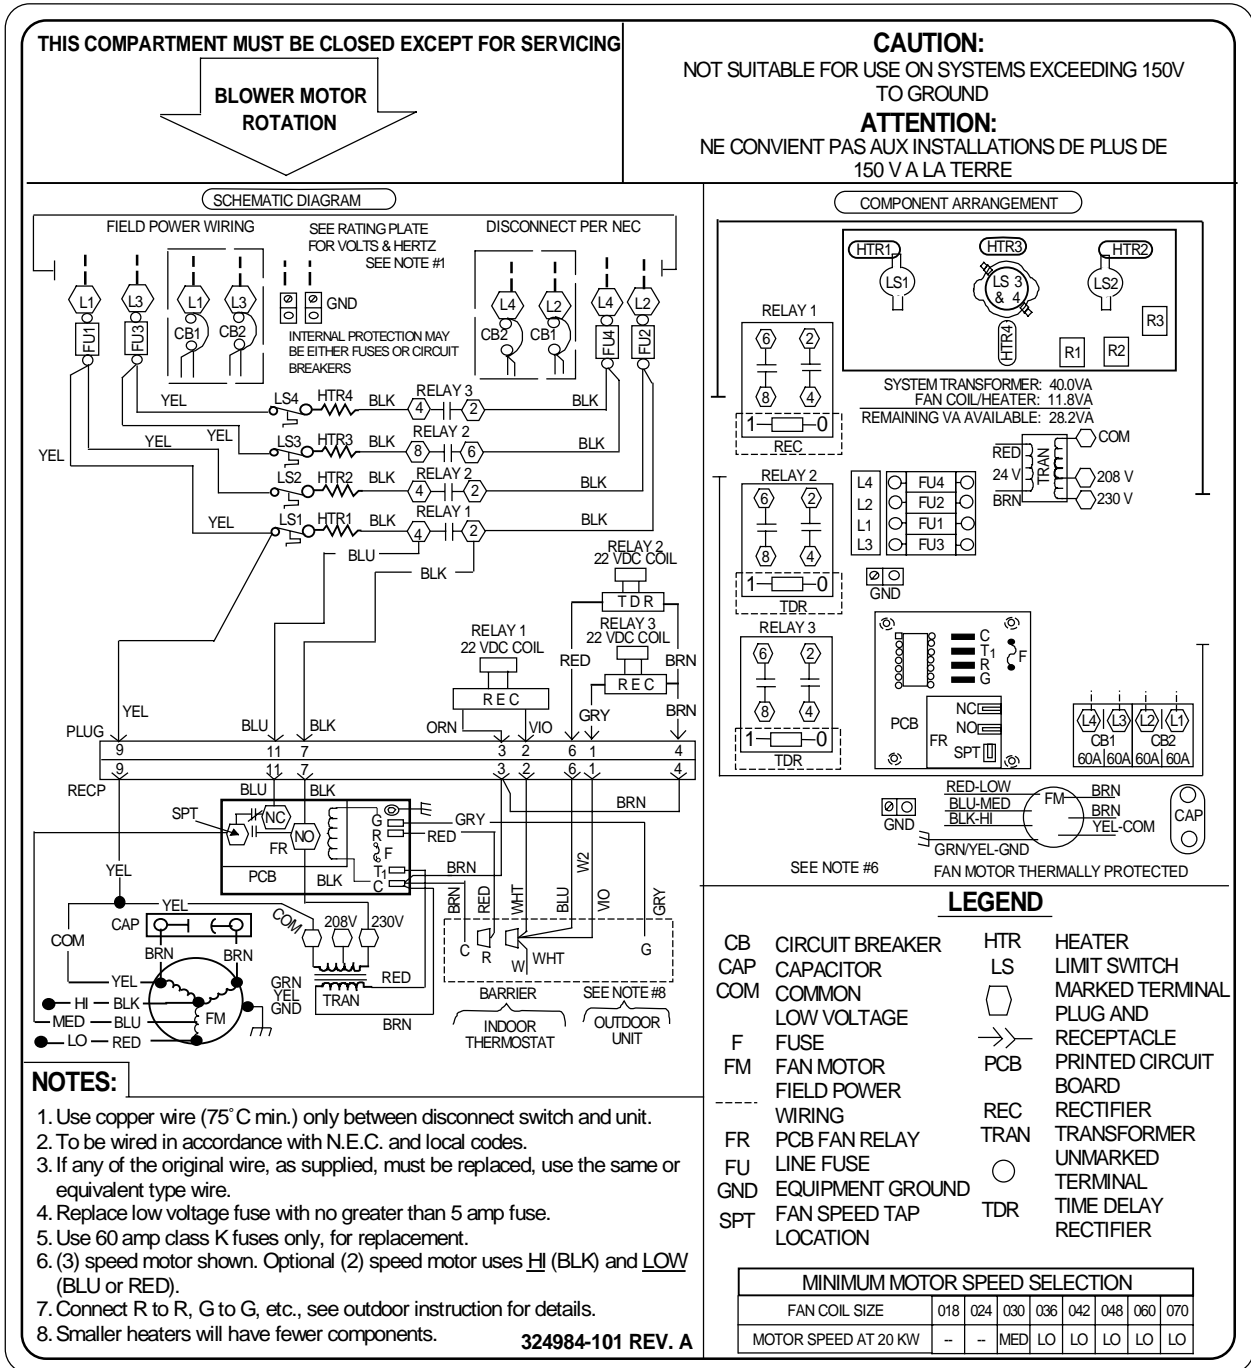 THIS COMPARTMENT MUST BE CLOSED EXCEPT FOR SERVICING
BLOWER MOTOR
ROTATION
CAUTION:
NOT SUITABLE FOR USE ON SYSTEMS EXCEEDING 150V
TO GROUND
ATTENTION:
NE CONVIENT PAS AUX INSTALLATIONS DE PLUS DE
150 V A LA TERRE
SCHEMATIC DIAGRAM
FIELD POWER WIRING
SEE RATING PLATE
FOR VOLTS & HERTZ
SEE NOTE #1
DISCONNECT PER NEC
L1 L3 L1 L3 GND L4 L2 L4 L2
FU1 FU3 CB1 CB2 CB2 CB1 FU4 FU2
INTERNAL PROTECTION MAY
BE EITHER FUSES OR CIRCUIT
BREAKERS
YEL LS4 HTR4 BLK 4 RELAY 3 2 BLK
YEL YEL LS3 HTR3 BLK 8 RELAY 2 6 BLK
YEL LS2 HTR2 BLK 4 RELAY 2 2 BLK
YEL LS1 HTR1 BLK 4 RELAY 1 2 BLK
BLU
BLK
RELAY 2
22 VDC COIL
TDR
RELAY 1
22 VDC COIL
REC
RELAY 3
22 VDC COIL
REC
RED BRN
GRY BRN
YEL BLU BLK ORN VIO
PLUG 9 11 7 3 2 6 1 4
RECP 9 11 7 3 2 6 1 4
BLU BLK BRN
SPT NC NO FR PCB BLK
G R F T1 C
GRY
RED
BRN
YEL
BRN RED WHT BLU W2 VIO GRY
YEL
CAP
COM
BRN BRN
COM 208V 230V
YEL
HI BLK
MED BLU
LO RED
FM
GRN
YEL
GND
TRAN
RED
BRN
C R W WHT G
BARRIER
SEE NOTE #8
INDOOR
THERMOSTAT
OUTDOOR
UNIT
COMPONENT ARRANGEMENT
HTR1 HTR3 HTR2
LS1 LS 3 & 4 LS2
HTR4 R1 R2 R3
RELAY 1
6 2
8 4
1 0
REC
SYSTEM TRANSFORMER: 40.0VA
FAN COIL/HEATER: 11.8VA
REMAINING VA AVAILABLE: 28.2VA
RED COM
24 V TRAN 208 V
BRN 230 V
RELAY 2
6 2
8 4
1 0
TDR
L4 FU4
L2 FU2
L1 FU1
L3 FU3
GND
RELAY 3
6 2
8 4
1 0
TDR
C
T1
R
G
F
NC
NO
SPT
PCB FR
L4 L3 L2 L1
CB1 CB2
60A 60A 60A 60A
GND
RED-LOW
BLU-MED
BLK-HI
FM
BRN
BRN
YEL-COM
CAP
GRN/YEL-GND
SEE NOTE #6
FAN MOTOR THERMALLY PROTECTED
NOTES:
1. Use copper wire (75°C min.) only between disconnect switch and unit.
2. To be wired in accordance with N.E.C. and local codes.
3. If any of the original wire, as supplied, must be replaced, use the same or
equivalent type wire.
4. Replace low voltage fuse with no greater than 5 amp fuse.
5. Use 60 amp class K fuses only, for replacement.
6. (3) speed motor shown. Optional (2) speed motor uses HI (BLK) and LOW
(BLU or RED).
7. Connect R to R, G to G, etc., see outdoor instruction for details.
8. Smaller heaters will have fewer components.
324984-101 REV. A
LEGEND
CB CIRCUIT BREAKER
CAP CAPACITOR
COM COMMON
LOW VOLTAGE
F FUSE
FM FAN MOTOR
FIELD POWER
WIRING
FR PCB FAN RELAY
FU LINE FUSE
GND EQUIPMENT GROUND
SPT FAN SPEED TAP
LOCATION
HTR HEATER
LS LIMIT SWITCH
MARKED TERMINAL
PLUG AND
RECEPTACLE
PCB PRINTED CIRCUIT
BOARD
REC RECTIFIER
TRAN TRANSFORMER
UNMARKED
TERMINAL
TDR TIME DELAY
RECTIFIER
MINIMUM MOTOR SPEED SELECTION
FAN COIL SIZE 018 024 030 036 042 048 060 070
MOTOR SPEED AT 20 KW -- -- MED LO LO LO LO LO